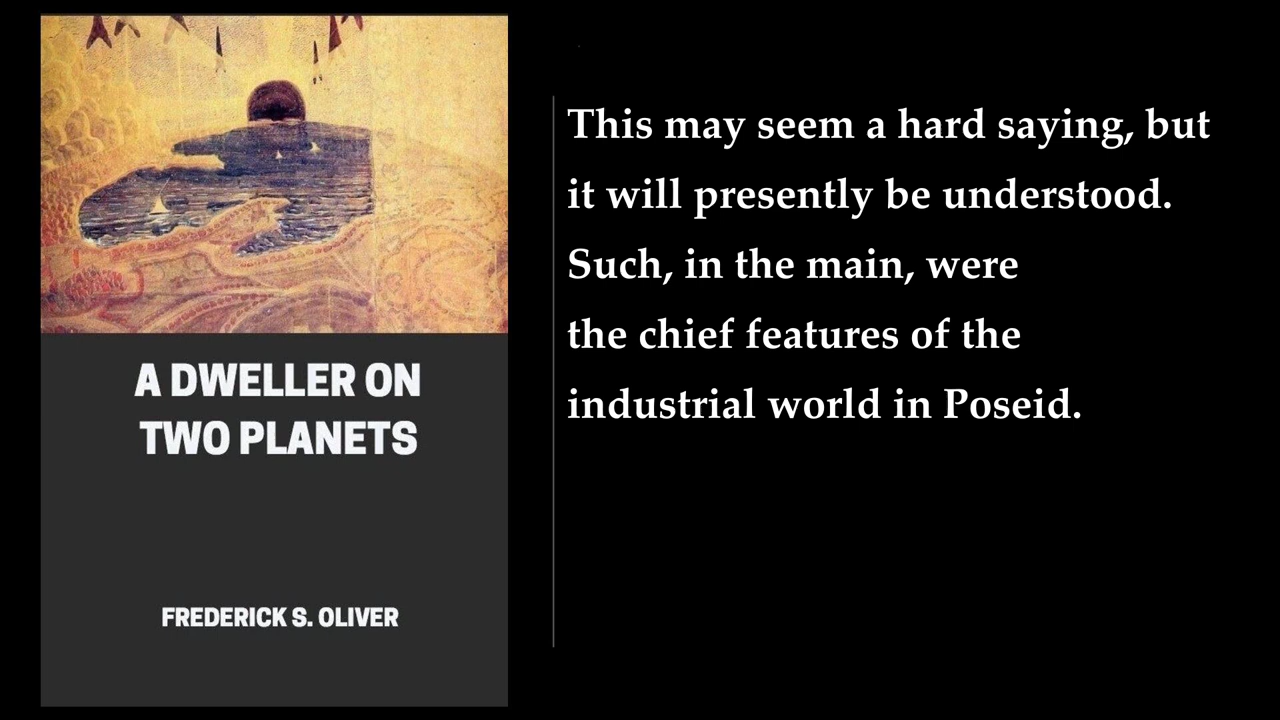 A DWELLER ON
TWO PLANETS
FREDERICK S. OLIVER
This may seem a hard saying, but
it will presently be understood.
Such, in the main, were
the chief features of the
industrial world in Poseid.